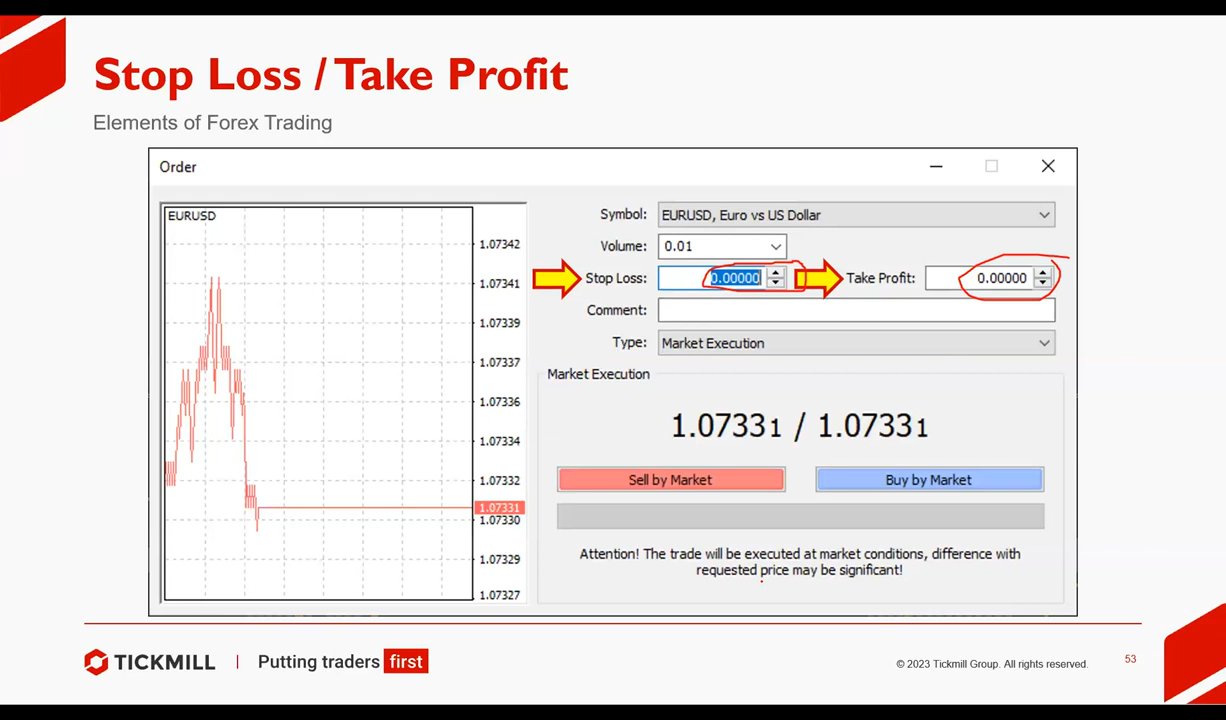 Stop Loss / Take Profit
Elements of Forex Trading
Order
EURUSD
1.07342
1.07341
1.07339
1.07337
1.07336
1.07334
1.07332
1.07331
1.07330
1.07329
1.07327
Symbol: EURUSD, Euro vs US Dollar
Volume: 0.01
Stop Loss: 0.00000 Take Profit: 0.00000
Comment:
Type: Market Execution
Market Execution
1.07331 / 1.07331
Sell by Market Buy by Market
Attention! The trade will be executed at market conditions, difference with
requested price may be significant!
TICKMILL | Putting traders first
© 2023 Tickmill Group. All rights reserved. 53